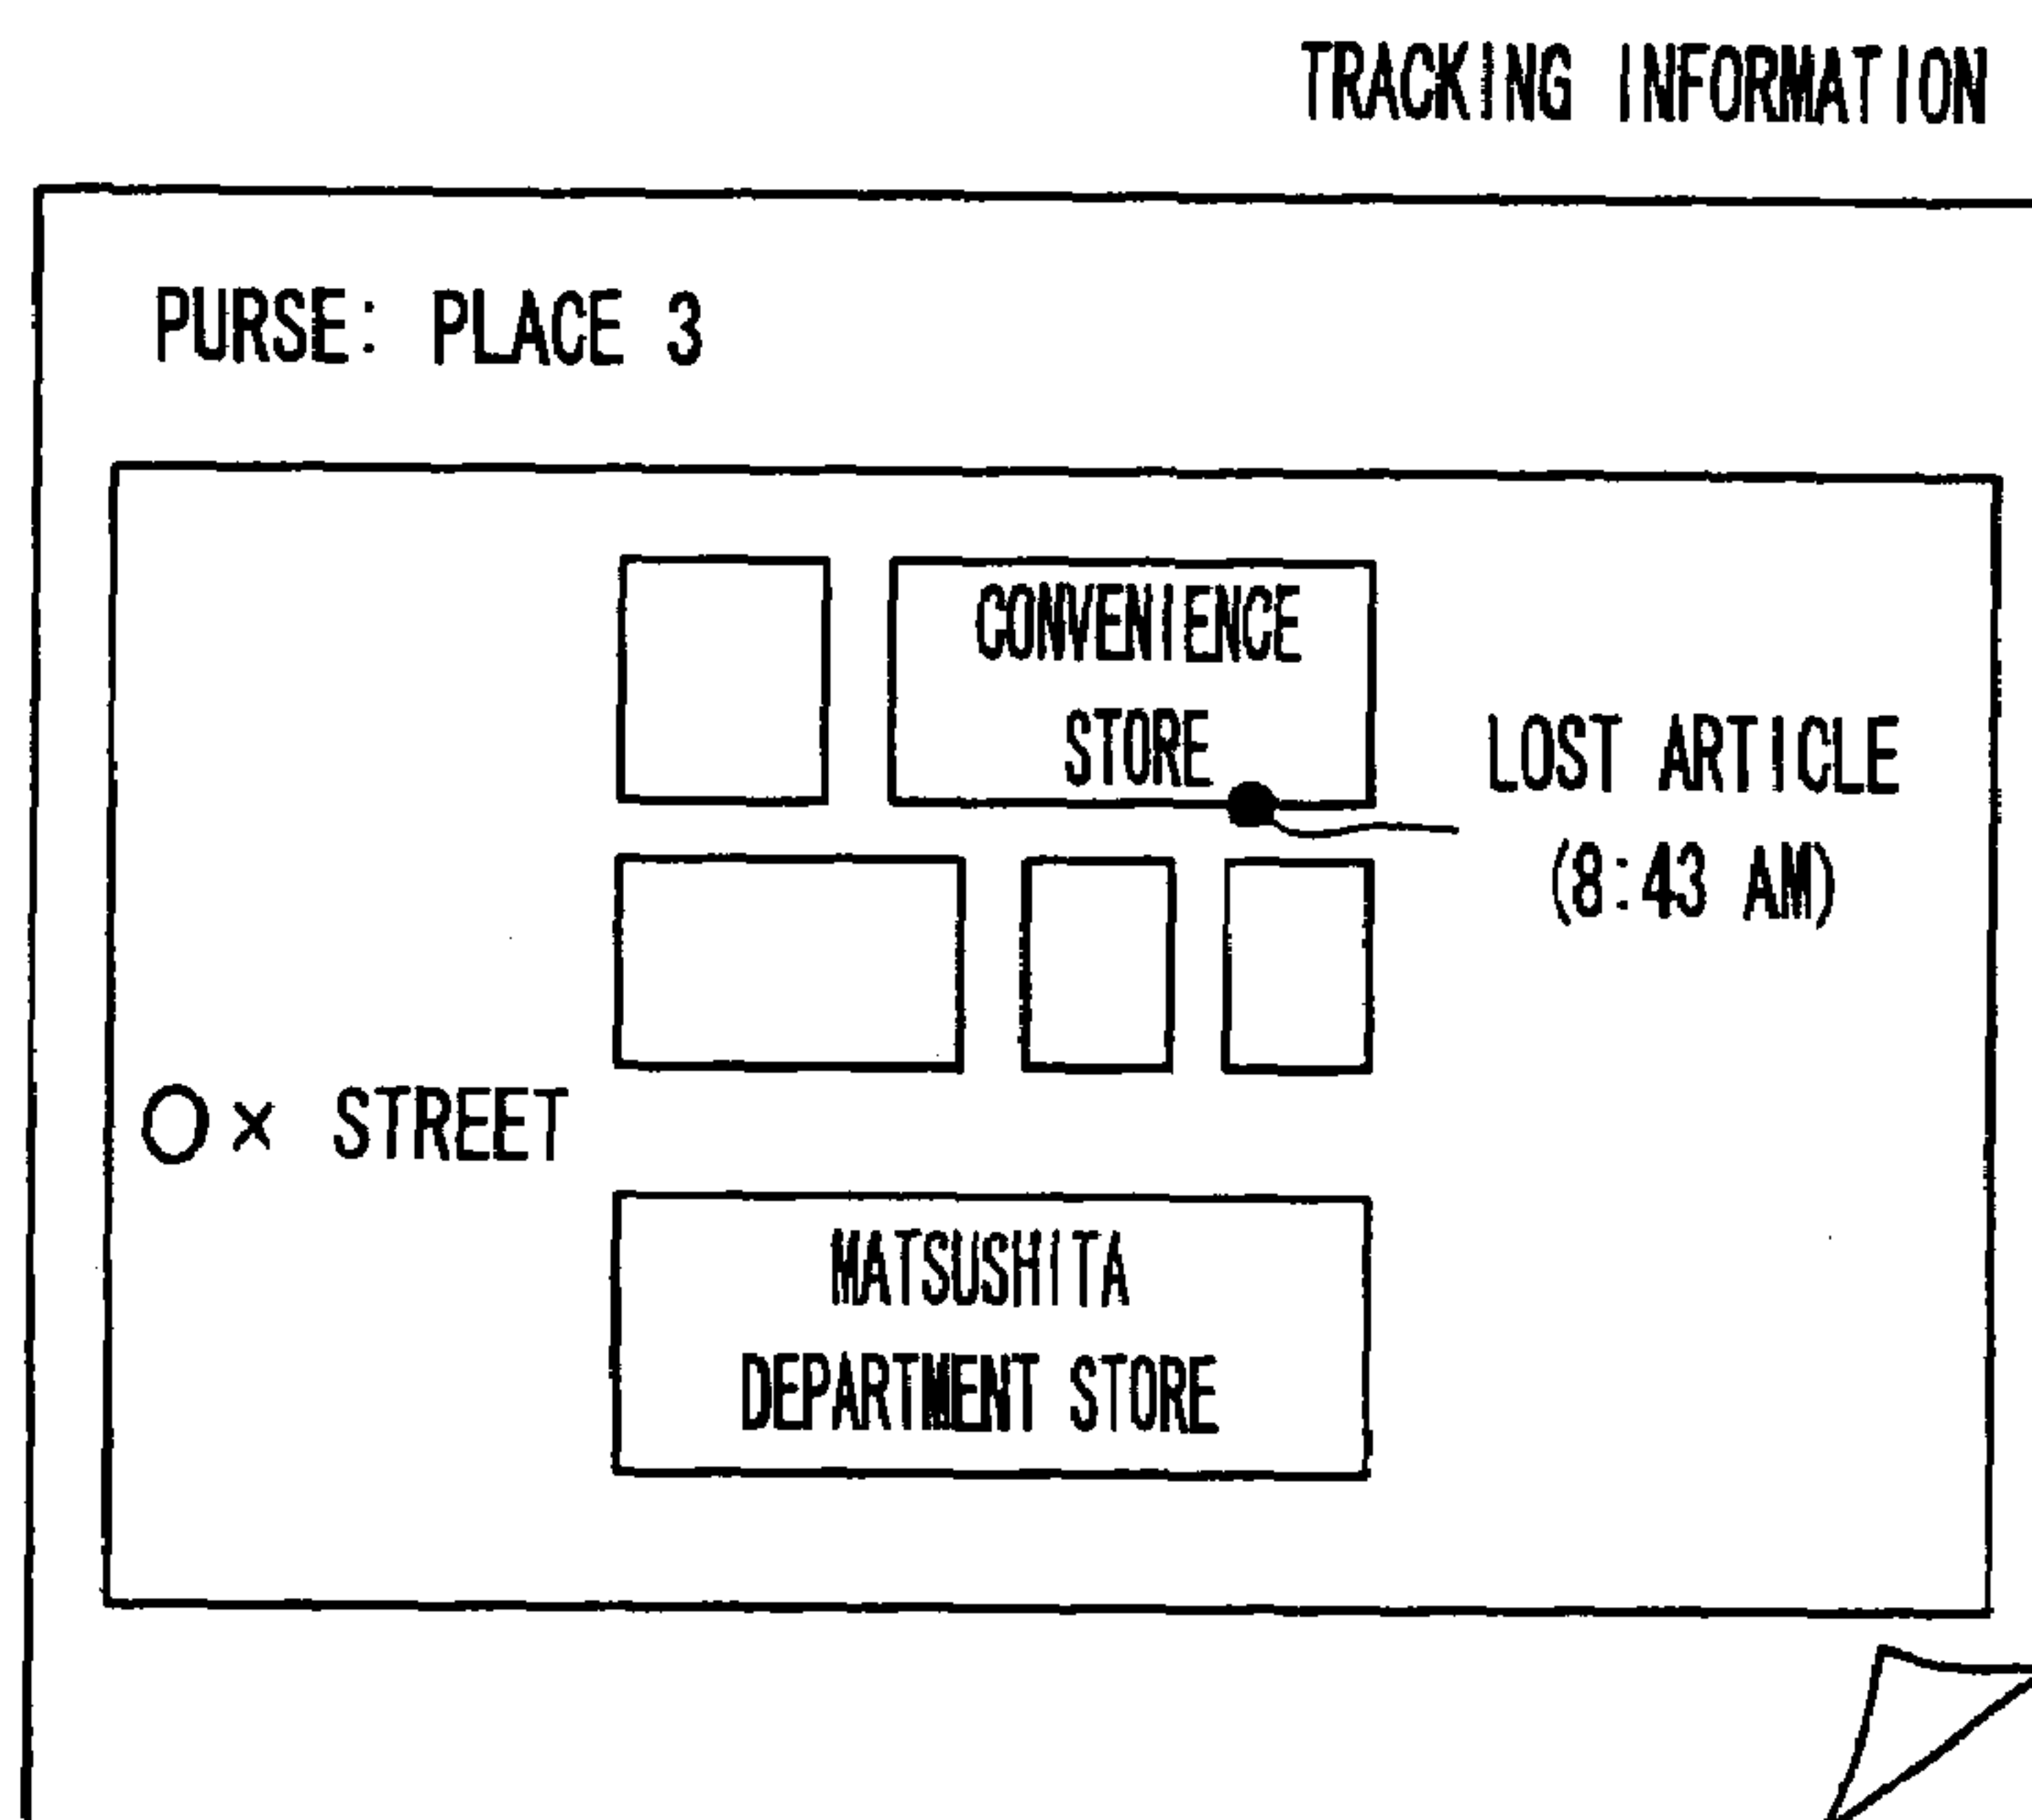 TRACKING INFORMATION
PURSE: PLACE 3
CONVENIENCE
STORE
LOST ARTICLE
(8:43 AM)
○× STREET
MATSUSHITA
DEPARTMENT STORE